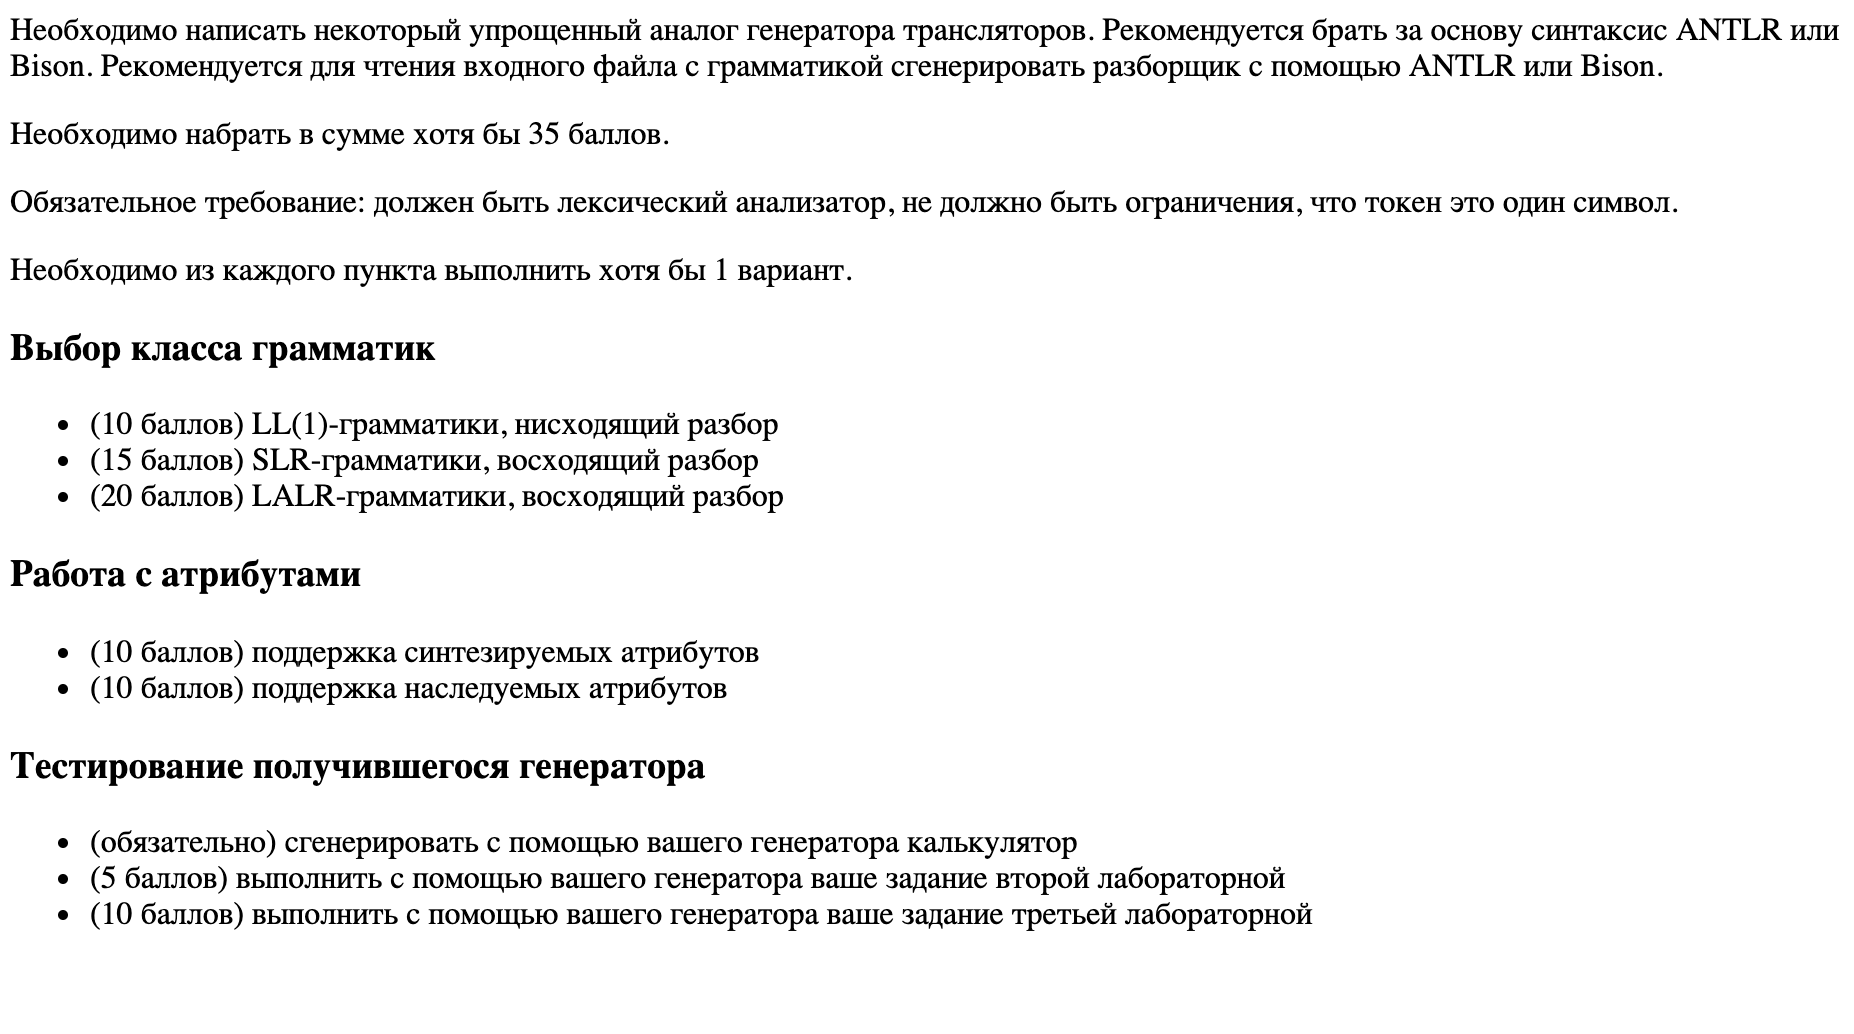 Необходимо написать некоторый упрощенный аналог генератора трансляторов. Рекомендуется брать за основу синтаксис ANTLR или
Bison. Рекомендуется для чтения входного файла с грамматикой сгенерировать разборщик с помощью ANTLR или Bison.
Необходимо набрать в сумме хотя бы 35 баллов.
Обязательное требование: должен быть лексический анализатор, не должно быть ограничения, что токен это один символ.
Необходимо из каждого пункта выполнить хотя бы 1 вариант.
Выбор класса грамматик
• (10 баллов) LL(1)-грамматики, нисходящий разбор
• (15 баллов) SLR-грамматики, восходящий разбор
• (20 баллов) LALR-грамматики, восходящий разбор
Работа с атрибутами
• (10 баллов) поддержка синтезируемых атрибутов
• (10 баллов) поддержка наследуемых атрибутов
Тестирование получившегося генератора
• (обязательно) сгенерировать с помощью вашего генератора калькулятор
• (5 баллов) выполнить с помощью вашего генератора ваше задание второй лабораторной
• (10 баллов) выполнить с помощью вашего генератора ваше задание третьей лабораторной